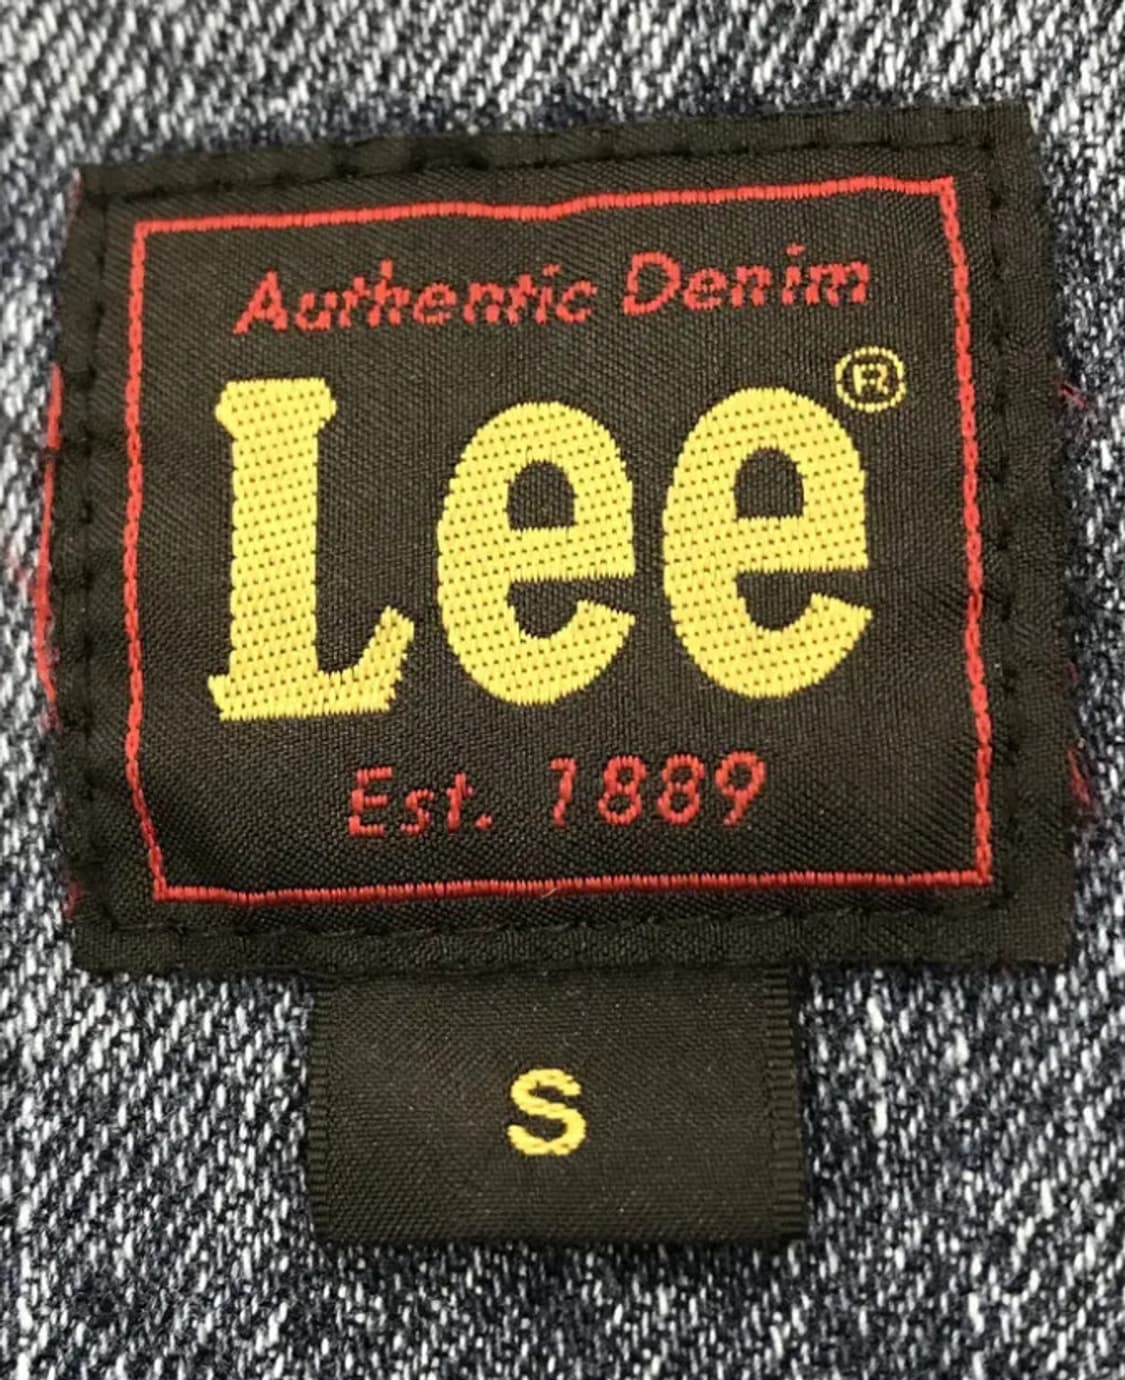 Authentic Denim
Lee®
Est. 1889
S